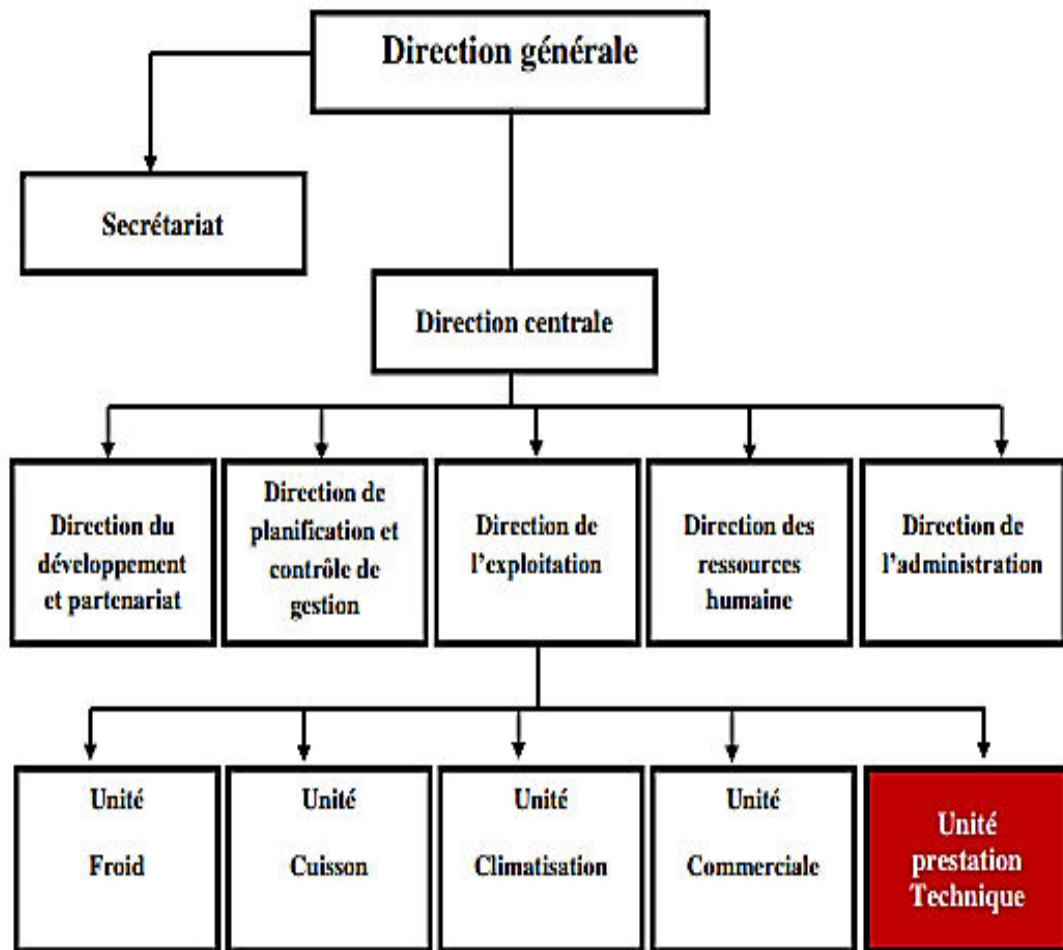 Direction générale
Secrétariat
Direction centrale
Direction du
développement
et partenariat
Direction de
planification et
contrôle de
gestion
Direction de
l'exploitation
Direction des
ressources
humaine
Direction de
l'administration
Unité
Froid
Unité
Cuisson
Unité
Climatisation
Unité
Commerciale
Unité
prestation
Technique